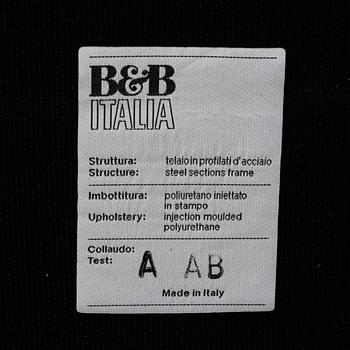 B&B
ITALIA
Struttura: telaio in profilati d'acciaio
Structure: steel sections frame
Imbottitura: poliuretano iniettato
in stampo
Upholstery: injection moulded
polyurethane
Collaudo:
Test: A AB
Made in Italy